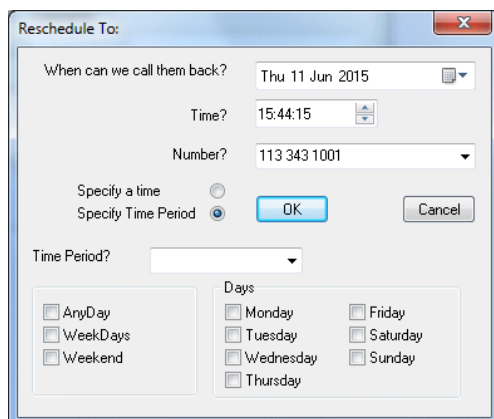 Reschedule To:
When can we call them back? Thu 11 Jun 2015
Time? 15:44:15
Number? 113 343 1001
Specify a time
Specify Time Period OK Cancel
Time Period?
AnyDay
WeekDays
Weekend
Days
Monday Friday
Tuesday Saturday
Wednesday Sunday
Thursday